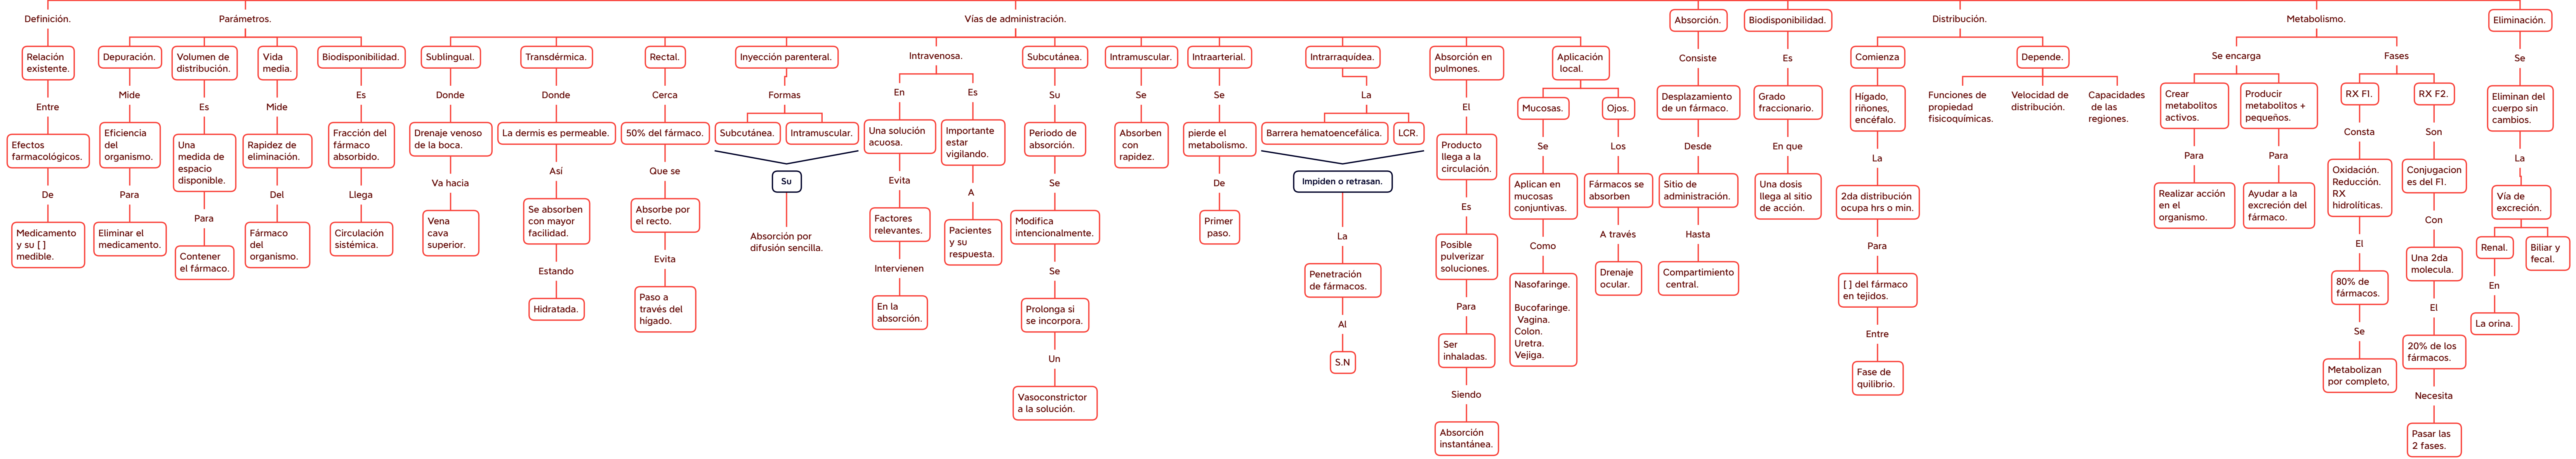 Definición.
Relación
existente.
Entre
Efectos
farmacológicos.
De
Medicamento
y su [ ]
medible.
Parámetros.
Depuración.
Mide
Eficiencia
del
organismo.
Para
Eliminar el
medicamento.
Volumen de
distribución.
Es
Una
medida de
espacio
disponible.
Para
Contener
el fármaco.
Vida
media.
Mide
Rapidez de
eliminación.
Del
Fármaco
del
organismo.
Biodisponibilidad.
Es
Fracción del
fármaco
absorbido.
Llega
Circulación
sistémica.
Vías de administración.
Sublingual.
Donde
Drenaje venoso
de la boca.
Va hacia
Vena
cava
superior.
Transdérmica.
Donde
La dermis es permeable.
Así
Se absorben
con mayor
facilidad.
Estando
Hidratada.
Rectal.
Cerca
50% del fármaco.
Que se
Absorbe por
el recto.
Evita
Paso a
través del
hígado.
Inyección parenteral.
Formas
Subcutánea.
Intramuscular.
Su
Absorción por
difusión sencilla.
Intravenosa.
En
Una solución
acuosa.
Evita
Factores
relevantes.
Intervienen
En la
absorción.
Es
Importante
estar
vigilando.
A
Pacientes
y su
respuesta.
Subcutánea.
Su
Periodo de
absorción.
Se
Modifica
intencionalmente.
Se
Prolonga si
se incorpora.
Un
Vasoconstrictor
a la solución.
Intramuscular.
Se
Absorben
con
rapidez.
Intraarterial.
Se
pierde el
metabolismo.
De
Primer
paso.
Intrarraquídea.
La
Barrera hematoencefálica.
LCR.
Impiden o retrasan.
La
Penetración
de fármacos.
Al
S.N
Absorción en
pulmones.
El
Producto
llega a la
circulación.
Es
Posible
pulverizar
soluciones.
Para
Ser
inhaladas.
Siendo
Absorción
instantánea.
Aplicación
local.
Mucosas.
Se
Aplican en
mucosas
conjuntivas.
Como
Nasofaringe.
Bucofaringe.
Vagina.
Colon.
Uretra.
Vejiga.
Ojos.
Los
Fármacos se
absorben
A través
Drenaje
ocular.
Absorción.
Consiste
Desplazamiento
de un fármaco.
Desde
Sitio de
administración.
Hasta
Compartimiento
central.
Biodisponibilidad.
Es
Grado
fraccionario.
En que
Una dosis
llega al sitio
de acción.
Distribución.
Comienza
Hígado,
riñones,
encéfalo.
La
2da distribución
ocupa hrs o min.
Para
[ ] del fármaco
en tejidos.
Entre
Fase de
quilibrio.
Depende.
Funciones de
propiedad
fisicoquímicas.
Velocidad de
distribución.
Capacidades
de las
regiones.
Metabolismo.
Se encarga
Crear
metabolitos
activos.
Para
Realizar acción
en el
organismo.
Producir
metabolitos +
pequeños.
Para
Ayudar a la
excreción del
fármaco.
Fases
RX F1.
Consta
Oxidación.
Reducción.
RX
hidrolíticas.
El
80% de
fármacos.
Se
Metabolizan
por completo,
RX F2.
Son
Conjugacion
es del F1.
Con
Una 2da
molecula.
El
20% de los
fármacos.
Necesita
Pasar las
2 fases.
Eliminación.
Se
Eliminan del
cuerpo sin
cambios.
La
Vía de
excreción.
Renal.
En
La orina.
Biliar y
fecal.